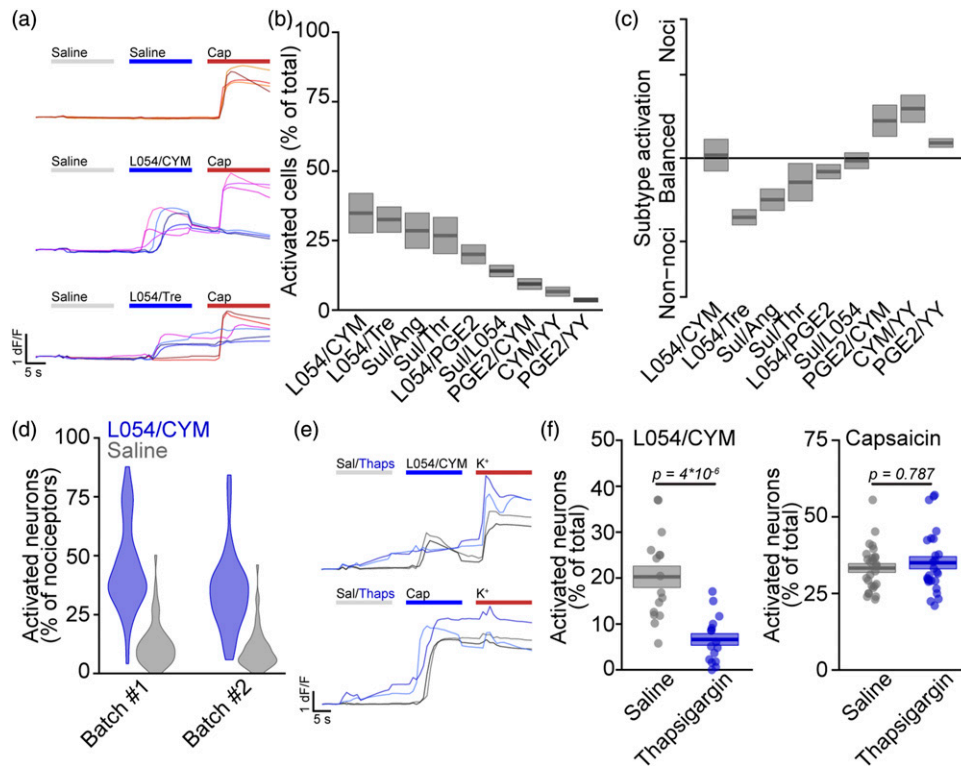 (a)
Saline Saline Cap
Saline L054/CYM Cap
Saline L054/Tre Cap
1 dF/F
5 s
(b)
Activated cells (% of total)
100
75
50
25
0
L054/CYM
L054/Tre
Sul/Ang
Sul/Thr
L054/PGE2
Sul/L054
PGE2/CYM
CYM/YY
PGE2/YY
(c)
Subtype activation
Non-noci Balanced Noci
L054/CYM
L054/Tre
Sul/Ang
Sul/Thr
L054/PGE2
Sul/L054
PGE2/CYM
CYM/YY
PGE2/YY
(d)
L054/CYM
Saline
Activated neurons
(% of nociceptors)
100
75
50
25
0
Batch #1
Batch #2
(e)
Sal/Thaps L054/CYM K+
Sal/Thaps Cap K+
1 dF/F
5 s
(f)
L054/CYM
p = 4*10-6
Activated neurons
(% of total)
50
40
30
20
10
0
Saline
Thapsigargin
Capsaicin
p = 0.787
Activated neurons
(% of total)
75
50
25
0
Saline
Thapsigargin